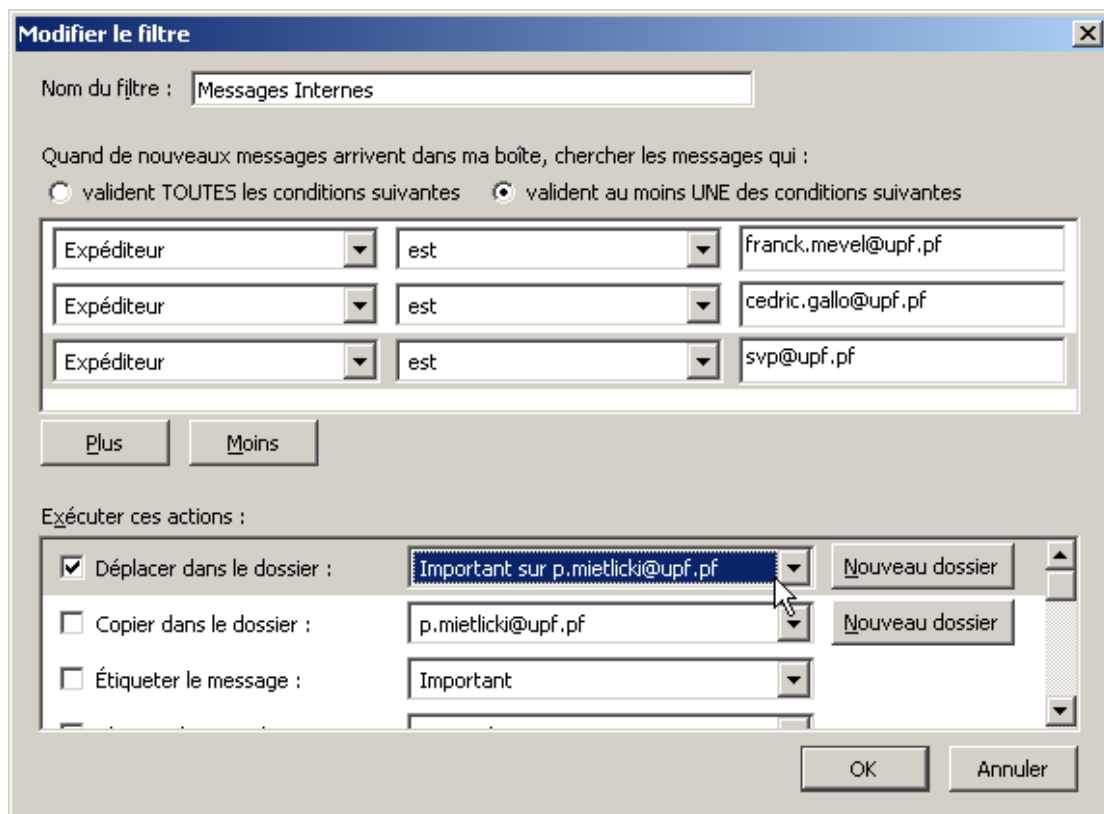 Modifier le filtre
Nom du filtre : Messages Internes
Quand de nouveaux messages arrivent dans ma boîte, chercher les messages qui :
valident TOUTES les conditions suivantes valident au moins UNE des conditions suivantes
Expéditeur est franck.mevel@upf.pf
Expéditeur est cedric.gallo@upf.pf
Expéditeur est svp@upf.pf
Plus Moins
Exécuter ces actions :
Déplacer dans le dossier : Important sur p.mietlicki@upf.pf Nouveau dossier
Copier dans le dossier : p.mietlicki@upf.pf Nouveau dossier
Étiqueter le message : Important
OK Annuler